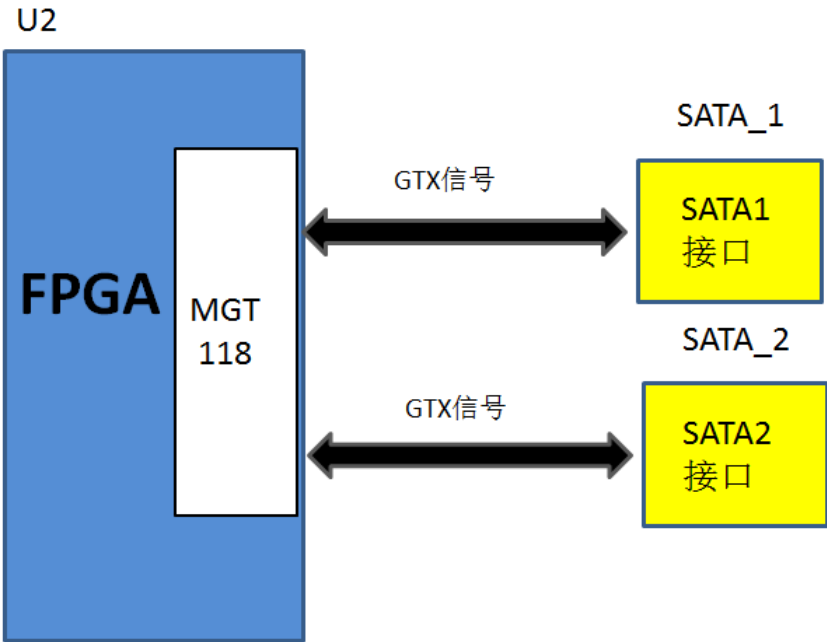 U2
FPGA
MGT
118
GTX信号
SATA_1
SATA1
接口
GTX信号
SATA_2
SATA2
接口